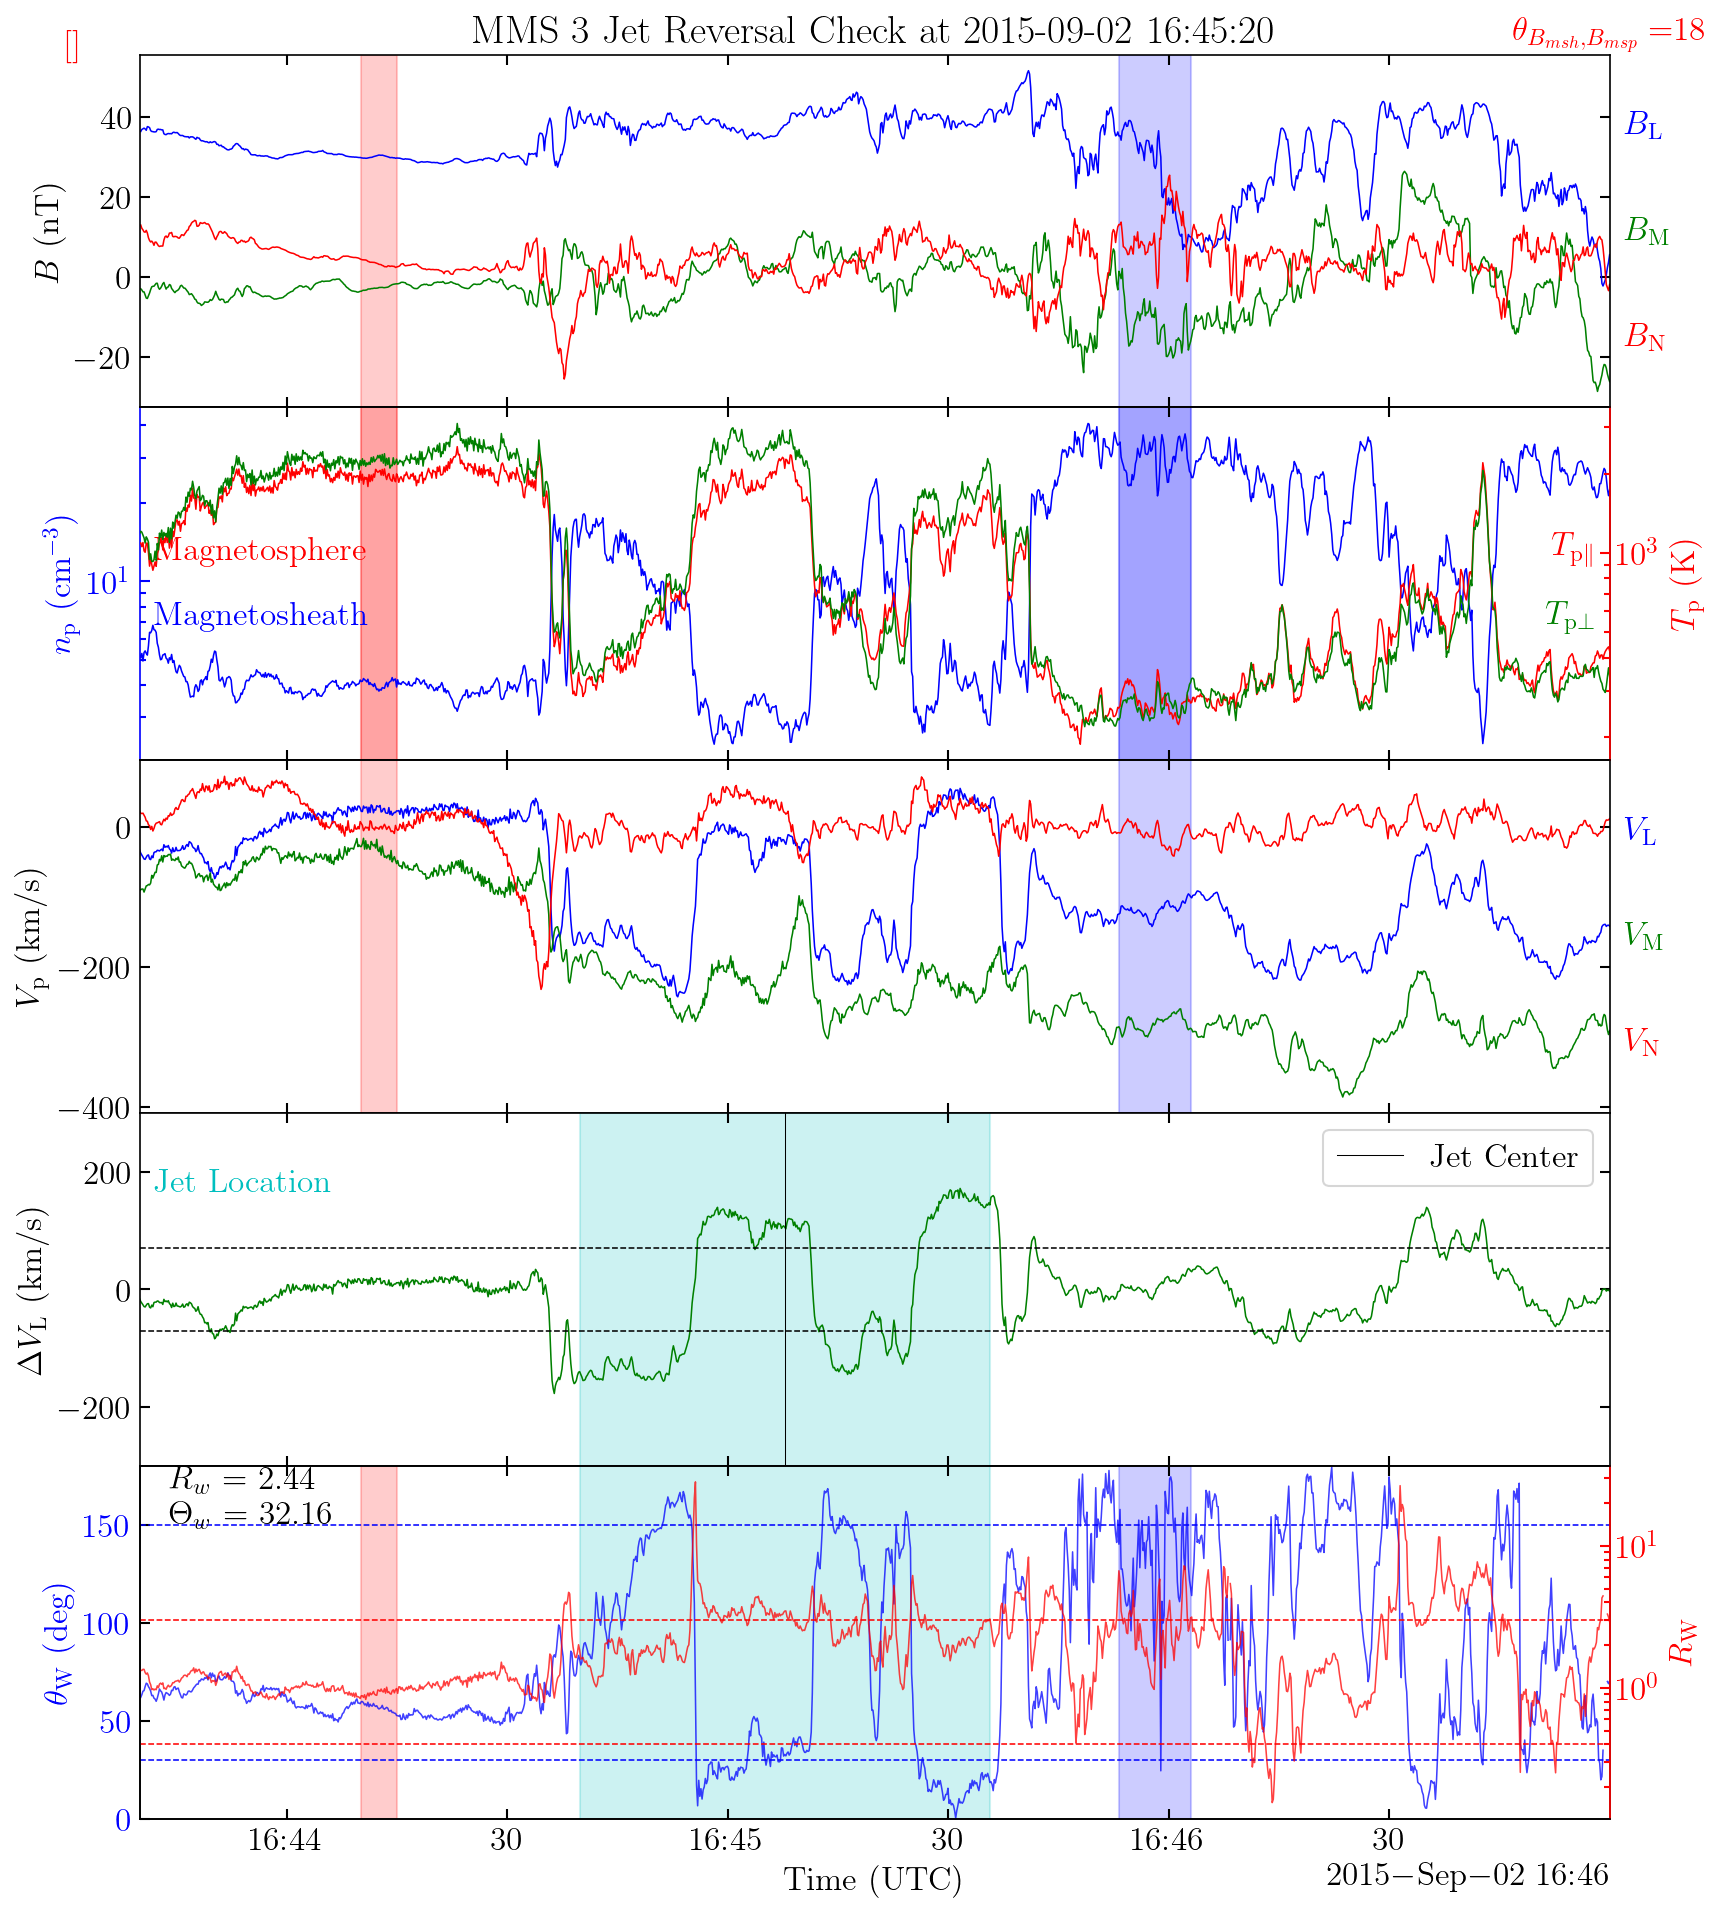 MMS 3 Jet Reversal Check at 2015-09-02 16:45:20
[]
θ_{B_{msh},B_{msp}} =18
40
20
0
−20
B (nT)
B_L
B_M
B_N
Magnetosphere
Magnetosheath
10^1
n_p (cm^{−3})
T_{p∥}
T_{p⊥}
10^3
T_p (K)
0
−200
−400
V_p (km/s)
V_L
V_M
V_N
Jet Location
Jet Center
200
0
−200
ΔV_L (km/s)
R_w = 2.44
Θ_w = 32.16
150
100
50
0
θ_W (deg)
10^1
10^0
R_W
16:44
30
16:45
30
16:46
30
Time (UTC)
2015−Sep−02 16:46